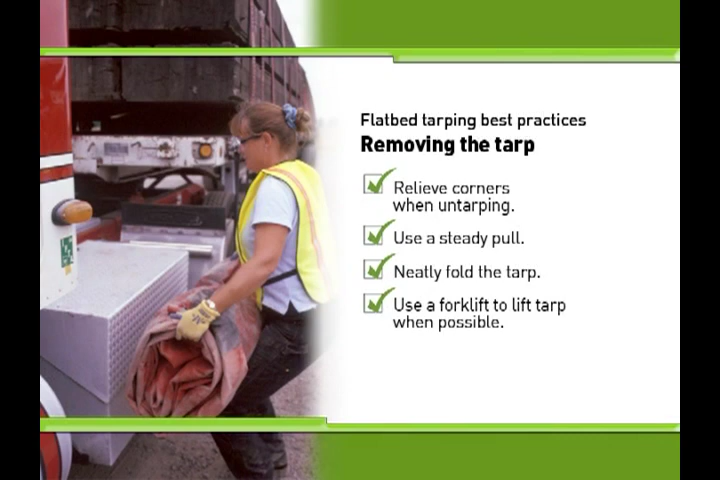 Flatbed tarping best practices
Removing the tarp
Relieve corners
when untarping.
Use a steady pull.
Neatly fold the tarp.
Use a forklift to lift tarp
when possible.